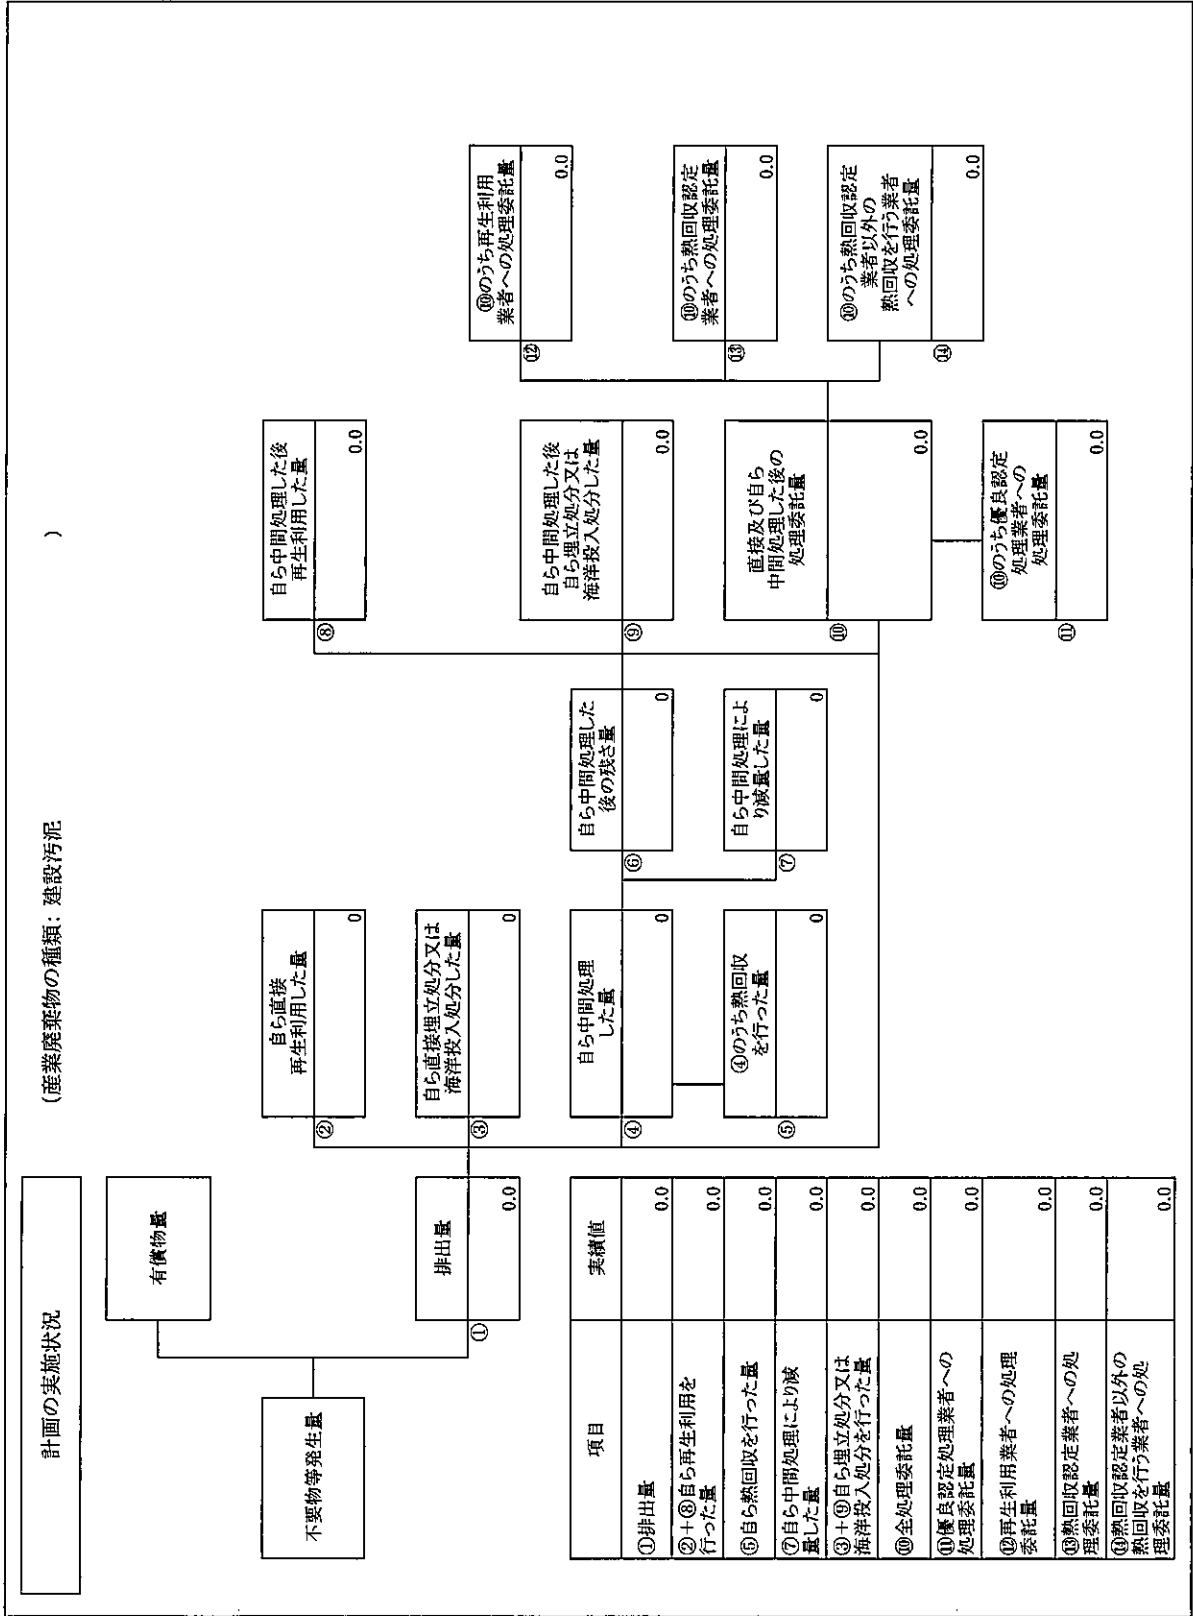 計画の実施状況
（産業廃棄物の種類：建設汚泥　　　　　　）
不要物等発生量
有償物量
①
排出量
0.0
②
自ら直接
再生利用した量
0
③
自ら直接埋立処分又は
海洋投入処分した量
0
④
自ら中間処理
した量
0
⑤
④のうち熱回収
を行った量
0
⑥
自ら中間処理した
後の残さ量
0
⑦
自ら中間処理によ
り減量した量
0
⑧
自ら中間処理した後
再生利用した量
0.0
⑨
自ら中間処理した後
自ら埋立処分又は
海洋投入処分した量
0.0
⑩
直接及び自ら
中間処理した後の
処理委託量
0.0
⑪
⑩のうち優良認定
処理業者への
処理委託量
0.0
⑫
⑩のうち再生利用
業者への処理委託量
0.0
⑬
⑩のうち熱回収認定
業者への処理委託量
0.0
⑭
⑩のうち熱回収認定
業者以外の
熱回収を行う業者
への処理委託量
0.0
項目 実績値
①排出量 0.0
②＋⑧自ら再生利用を
行った量 0.0
⑤自ら熱回収を行った量 0.0
⑦自ら中間処理により減
量した量 0.0
③＋⑨自ら埋立処分又は
海洋投入処分を行った量 0.0
⑩全処理委託量 0.0
⑪優良認定処理業者への
処理委託量 0.0
⑫再生利用業者への処理
委託量 0.0
⑬熱回収認定業者への処
理委託量 0.0
⑭熱回収認定業者以外の
熱回収を行う業者への処
理委託量 0.0